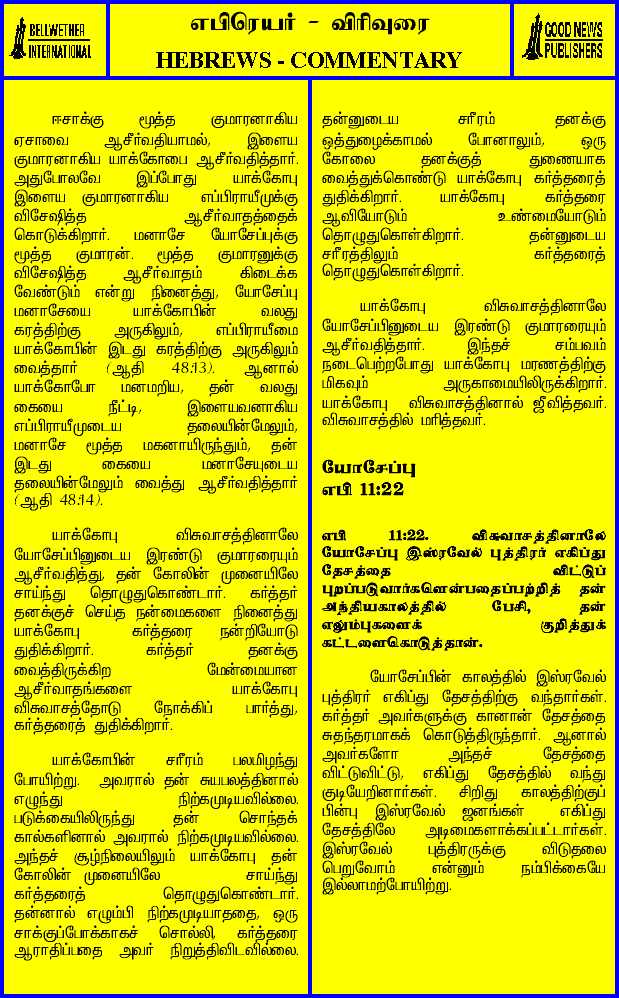 BELLWETHER
INTERNATIONAL
எபிரெயர் - விரிவுரை
HEBREWS - COMMENTARY
GOOD NEWS
PUBLISHERS
ஈசாக்கு மூத்த குமாரனாகிய
ஏசாவை ஆசீர்வதியாமல், இளைய
குமாரனாகிய யாக்கோபை ஆசீர்வதித்தார்.
அதுபோலவே இப்போது யாக்கோபு
இளைய குமாரனாகிய எப்பிராயீமுக்கு
விசேஷித்த ஆசீர்வாதத்தைக்
கொடுக்கிறார். மனாசே யோசேப்புக்கு
மூத்த குமாரன். மூத்த குமாரனுக்கு
விசேஷித்த ஆசீர்வாதம் கிடைக்க
வேண்டும் என்று நினைத்து, யோசேப்பு
மனாசேயை யாக்கோபின் வலது
கரத்திற்கு அருகிலும், எப்பிராயீமை
யாக்கோபின் இடது கரத்திற்கு அருகிலும்
வைத்தார் (ஆதி 48:13). ஆனால்
யாக்கோபோ மனமறிய, தன் வலது
கையை நீட்டி, இளையவனாகிய
எப்பிராயீமுடைய தலையின்மேலும்,
மனாசே மூத்த மகனாயிருந்தும், தன்
இடது கையை மனாசேயுடைய
தலையின்மேலும் வைத்து ஆசீர்வதித்தார்
(ஆதி 48:14).
யாக்கோபு விசுவாசத்தினாலே
யோசேப்பினுடைய இரண்டு குமாரரையும்
ஆசீர்வதித்து, தன் கோலின் முனையிலே
சாய்ந்து தொழுதுகொண்டார். கர்த்தர்
தனக்குச் செய்த நன்மைகளை நினைத்து
யாக்கோபு கர்த்தரை நன்றியோடு
துதிக்கிறார். கர்த்தர் தனக்கு
வைத்திருக்கிற மேன்மையான
ஆசீர்வாதங்களை யாக்கோபு
விசுவாசத்தோடு நோக்கிப் பார்த்து,
கர்த்தரைத் துதிக்கிறார்.
யாக்கோபின் சரீரம் பலமிழந்து
போயிற்று. அவரால் தன் சுயபலத்தினால்
எழுந்து நிற்கமுடியவில்லை.
படுக்கையிலிருந்து தன் சொந்தக்
கால்களினால் அவரால் நிற்கமுடியவில்லை.
அந்தச் சூழ்நிலையிலும் யாக்கோபு தன்
கோலின் முனையிலே சாய்ந்து
கர்த்தரைத் தொழுதுகொண்டார்.
தன்னால் எழும்பி நிற்கமுடியாததை, ஒரு
சாக்குப்போக்காகச் சொல்லி, கர்த்தரை
ஆராதிப்பதை அவர் நிறுத்திவிடவில்லை.
தன்னுடைய சரீரம் தனக்கு
ஒத்துழைக்காமல் போனாலும், ஒரு
கோலை தனக்குத் துணையாக
வைத்துக்கொண்டு யாக்கோபு கர்த்தரைத்
துதிக்கிறார். யாக்கோபு கர்த்தரை
ஆவியோடும் உண்மையோடும்
தொழுதுகொள்கிறார். தன்னுடைய
சரீரத்திலும் கர்த்தரைத்
தொழுதுகொள்கிறார்.
யாக்கோபு விசுவாசத்தினாலே
யோசேப்பினுடைய இரண்டு குமாரரையும்
ஆசீர்வதித்தார். இந்தச் சம்பவம்
நடைபெற்றபோது யாக்கோபு மரணத்திற்கு
மிகவும் அருகாமையிலிருக்கிறார்.
யாக்கோபு விசுவாசத்தினால் ஜீவித்தவர்.
விசுவாசத்தில் மரித்தவர்.
யோசேப்பு
எபி 11:22
எபி 11:22. விசுவாசத்தினாலே
யோசேப்பு இஸ்ரவேல் புத்திரர் எகிப்து
தேசத்தை விட்டுப்
புறப்படுவார்களென்பதைப்பற்றித் தன்
அந்தியகாலத்தில் பேசி, தன்
எலும்புகளைக் குறித்துக்
கட்டளைகொடுத்தான்.
யோசேப்பின் காலத்தில் இஸ்ரவேல்
புத்திரர் எகிப்து தேசத்திற்கு வந்தார்கள்.
கர்த்தர் அவர்களுக்கு கானான் தேசத்தை
சுதந்தரமாகக் கொடுத்திருந்தார். ஆனால்
அவர்களோ அந்தச் தேசத்தை
விட்டுவிட்டு, எகிப்து தேசத்தில் வந்து
குடியேறினார்கள். சிறிது காலத்திற்குப்
பின்பு இஸ்ரவேல் ஜனங்கள் எகிப்து
தேசத்திலே அடிமைகளாக்கப்பட்டார்கள்.
இஸ்ரவேல் புத்திரருக்கு விடுதலை
பெறுவோம் என்னும் நம்பிக்கையே
இல்லாமற்போயிற்று.